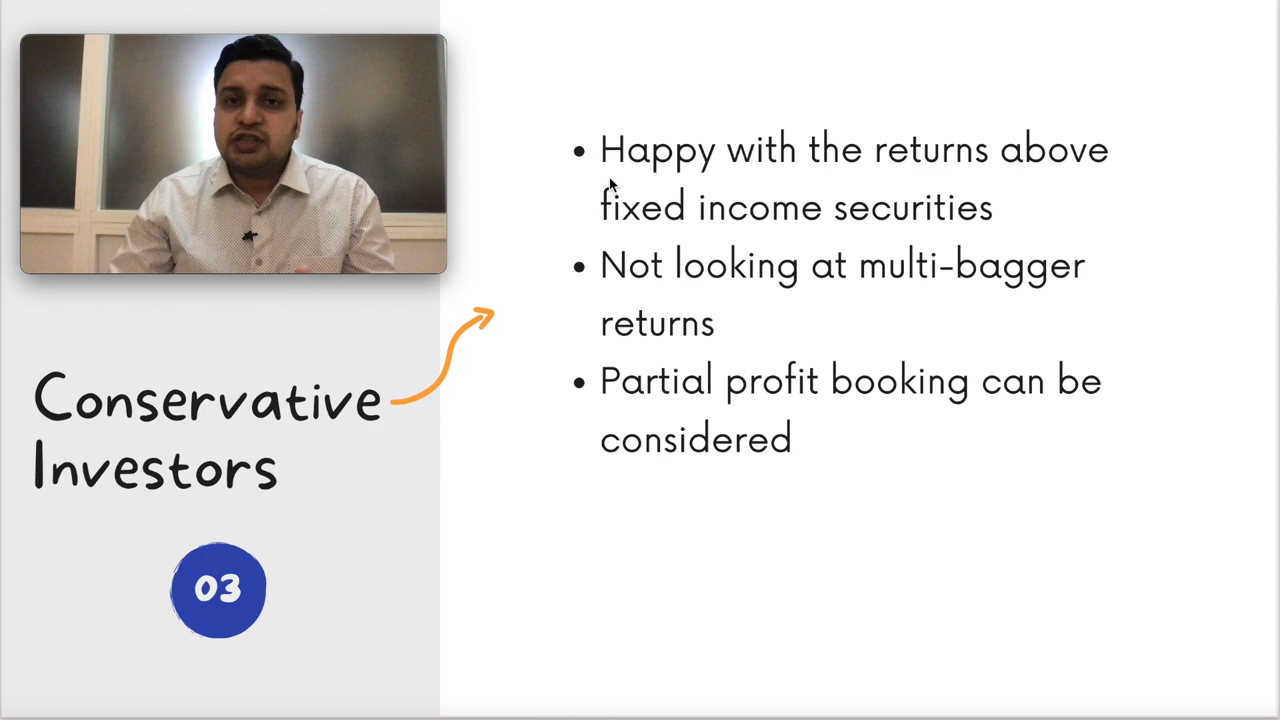 Conservative
Investors
03
• Happy with the returns above
fixed income securities
• Not looking at multi-bagger
returns
• Partial profit booking can be
considered